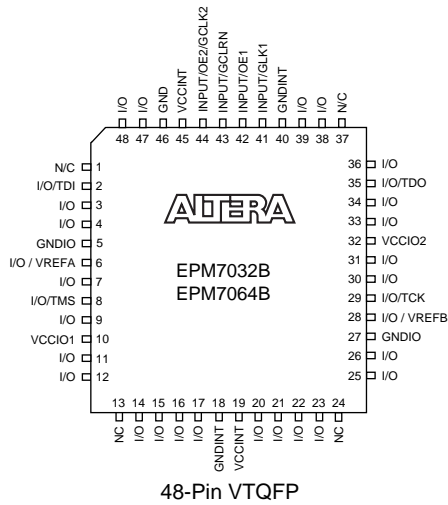 I/O
I/O
GND
VCCINT
INPUT/OE2/GCLK2
INPUT/GCLRN
INPUT/OE1
INPUT/GLK1
GNDINT
I/O
I/O
N/C
48 47 46 45 44 43 42 41 40 39 38 37
N/C 1
I/O/TDI 2
I/O 3
I/O 4
GNDIO 5
I/O / VREFA 6
I/O 7
I/O/TMS 8
I/O 9
VCCIO1 10
I/O 11
I/O 12
ALTERA
EPM7032B
EPM7064B
36 I/O
35 I/O/TDO
34 I/O
33 I/O
32 VCCIO2
31 I/O
30 I/O
29 I/O/TCK
28 I/O / VREFB
27 GNDIO
26 I/O
25 I/O
13 14 15 16 17 18 19 20 21 22 23 24
NC
I/O
I/O
I/O
I/O
GNDINT
VCCINT
I/O
I/O
I/O
I/O
NC
48-Pin VTQFP